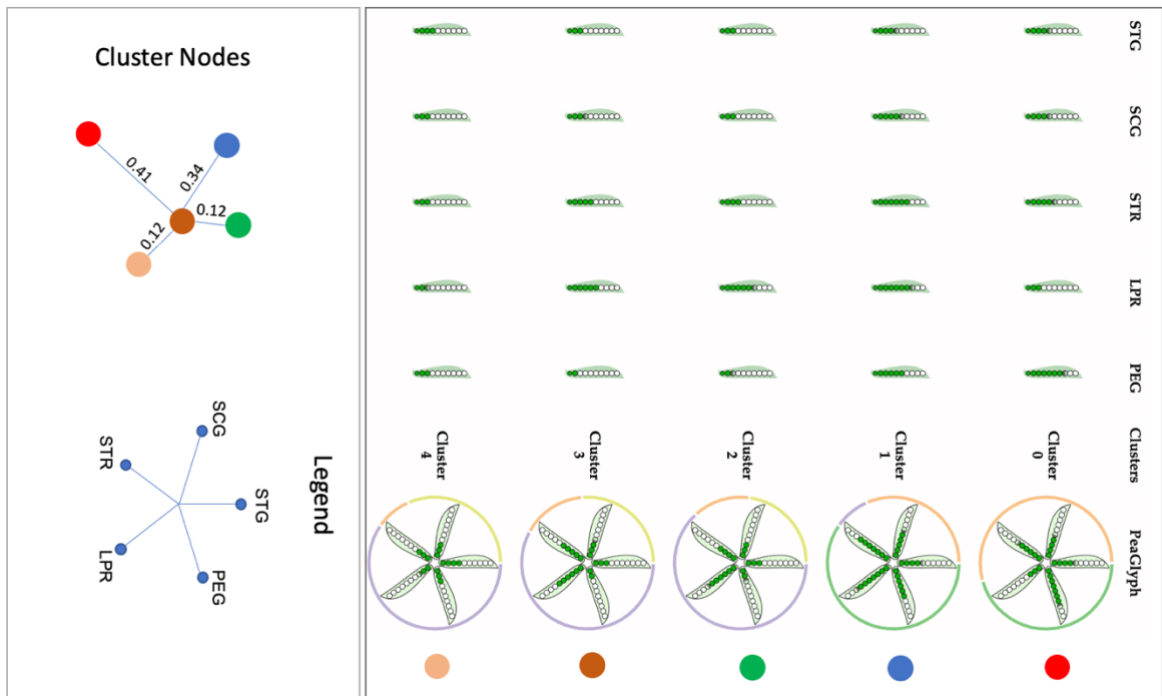 Cluster Nodes
0.41
0.34
0.12
0.12
SCG
STR
STG
LPR
PEG
Legend
STG
SCG
STR
LPR
PEG
Clusters
PeaGlyph
Cluster
4
Cluster
3
Cluster
2
Cluster
1
Cluster
0